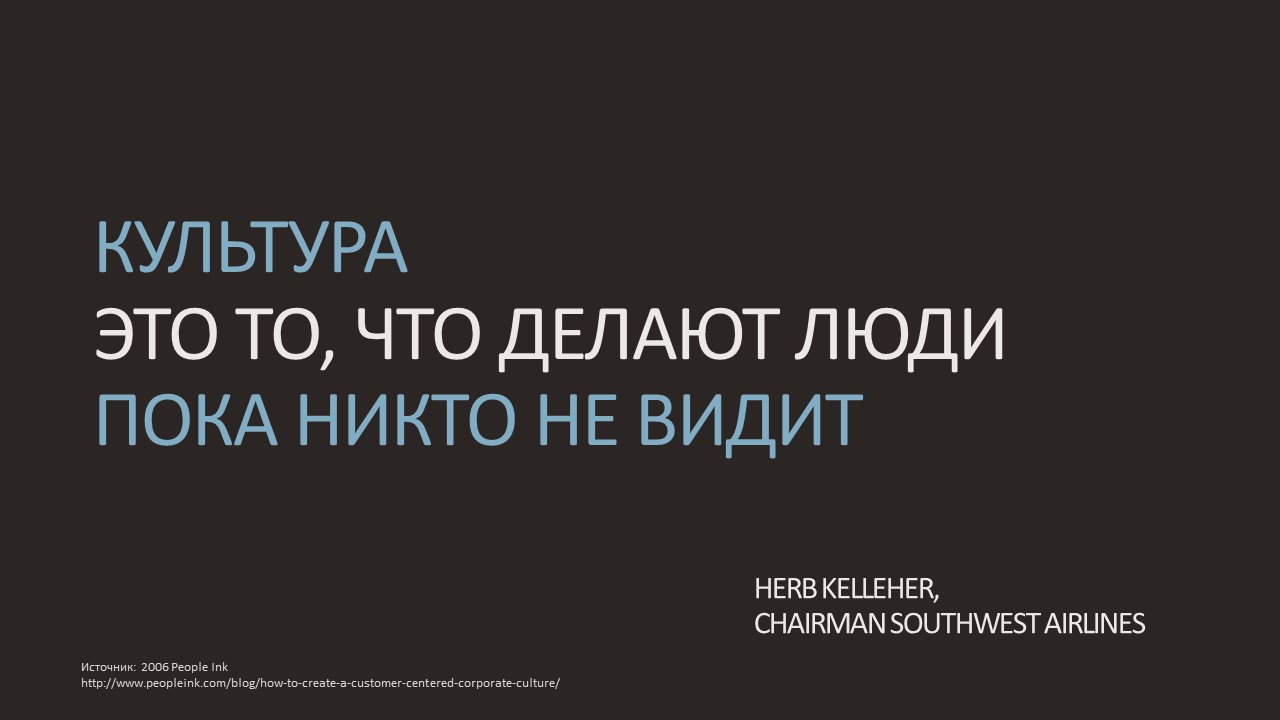 КУЛЬТУРА
ЭТО ТО, ЧТО ДЕЛАЮТ ЛЮДИ
ПОКА НИКТО НЕ ВИДИТ
HERB KELLEHER,
CHAIRMAN SOUTHWEST AIRLINES
Источник: 2006 People Ink
http://www.peopleink.com/blog/how-to-create-a-customer-centered-corporate-culture/